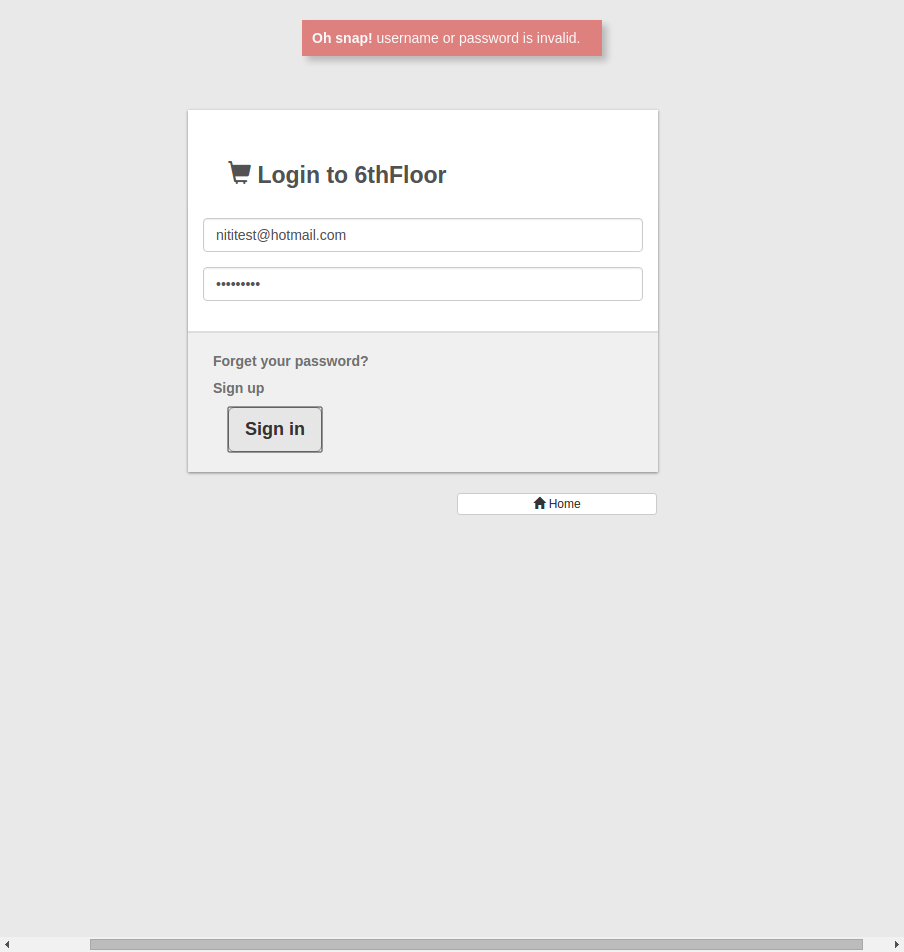 Oh snap! username or password is invalid.
Login to 6thFloor
nititest@hotmail.com
•••••••••
Forget your password?
Sign up
Sign in
Home